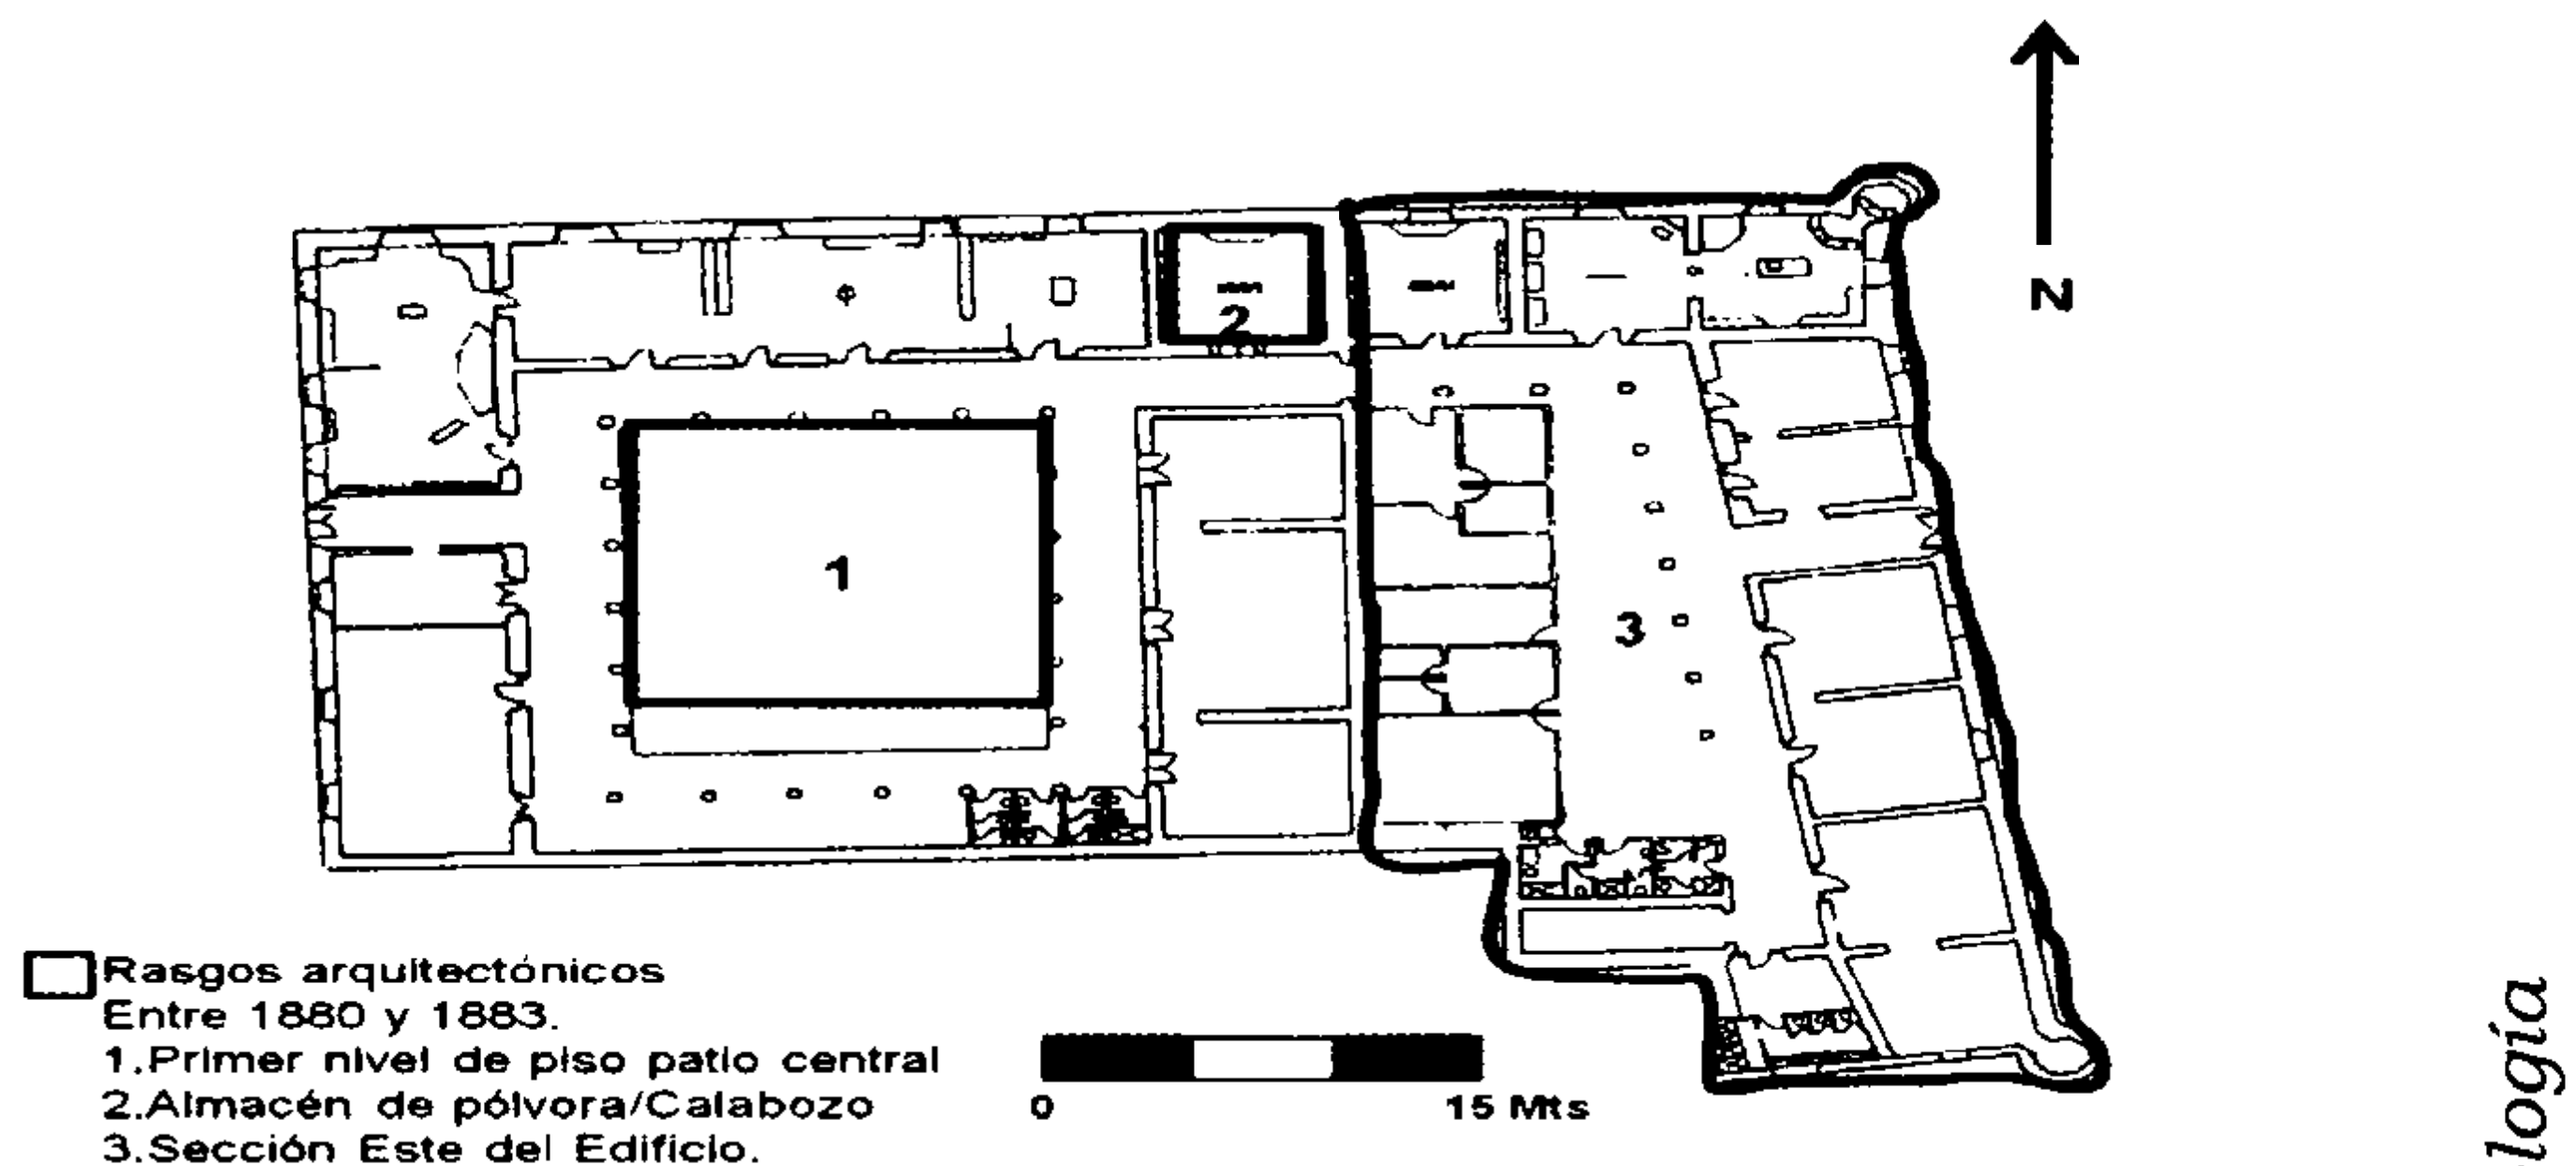 N
2
1
3
Rasgos arquitectónicos
Entre 1880 y 1883.
1.Primer nivel de piso patio central
2.Almacén de pólvora/Calabozo
3.Sección Este del Edificio.
0 15 Mts
logía